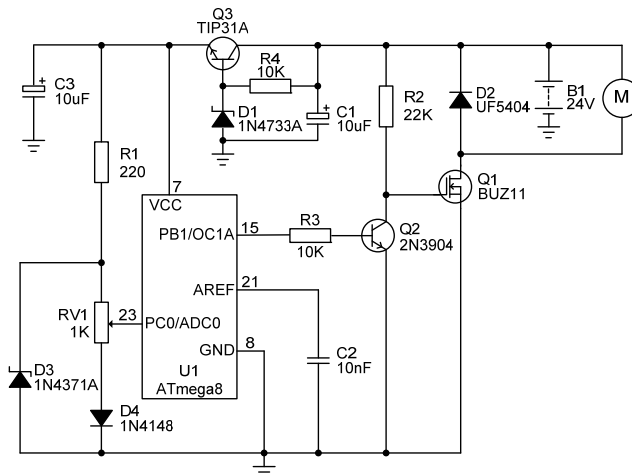 Q3
TIP31A
R4
10K
C3
10uF
+
D1
1N4733A
+
C1
10uF
R2
22K
D2
UF5404
B1
24V
M
R1
220
7
VCC
Q1
BUZ11
PB1/OC1A
15
R3
10K
Q2
2N3904
AREF
21
RV1
1K
23
PC0/ADC0
GND
8
C2
10nF
U1
ATmega8
D3
1N4371A
D4
1N4148